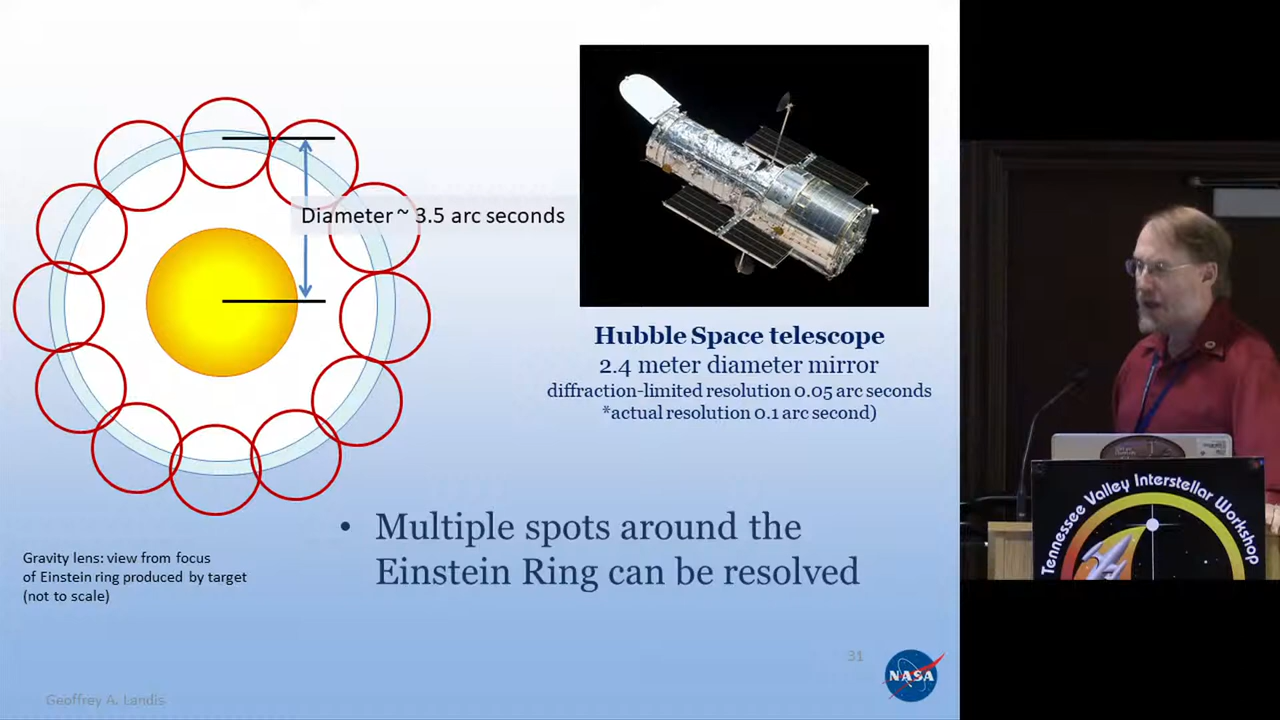 Diameter ~ 3.5 arc seconds
Hubble Space telescope
2.4 meter diameter mirror
diffraction-limited resolution 0.05 arc seconds
*actual resolution 0.1 arc second)
• Multiple spots around the
Einstein Ring can be resolved
Gravity lens: view from focus
of Einstein ring produced by target
(not to scale)
31
NASA
Geoffrey A. Landis
Tennessee Valley Interstellar Workshop